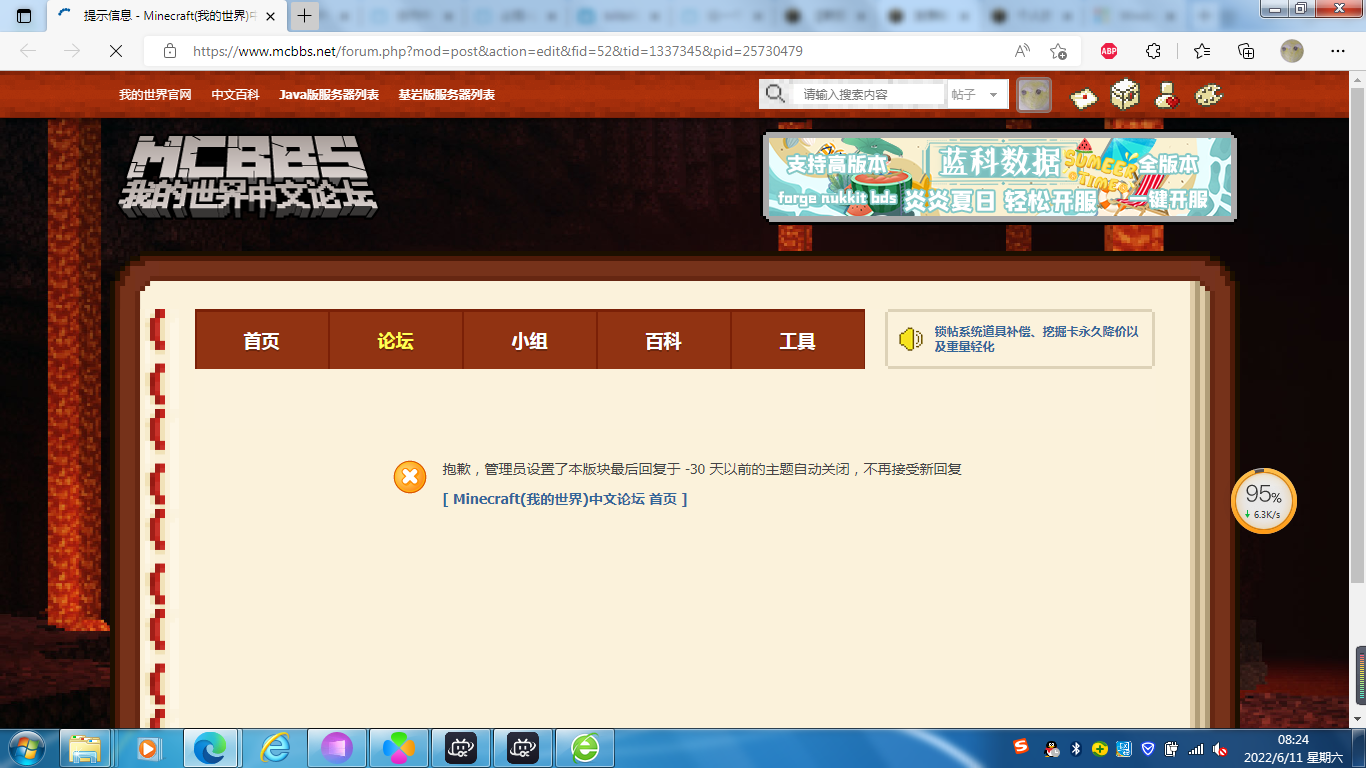 提示信息 - Minecraft(我的世界)中
https://www.mcbbs.net/forum.php?mod=post&action=edit&fid=52&tid=1337345&pid=25730479
ABP
我的世界官网 中文百科 Java版服务器列表 基岩版服务器列表
请输入搜索内容 帖子
MCBBS
我的世界中文论坛
支持高版本 蓝科数据 SUMEER TIME 全版本
forge nukkit bds 炎炎夏日 轻松开服 一键开服
首页 论坛 小组 百科 工具
锁帖系统道具补偿、挖掘卡永久降价以
及重量轻化
抱歉，管理员设置了本版块最后回复于 -30 天以前的主题自动关闭，不再接受新回复
[ Minecraft(我的世界)中文论坛 首页 ]
95%
6.3K/s
08:24
2022/6/11 星期六